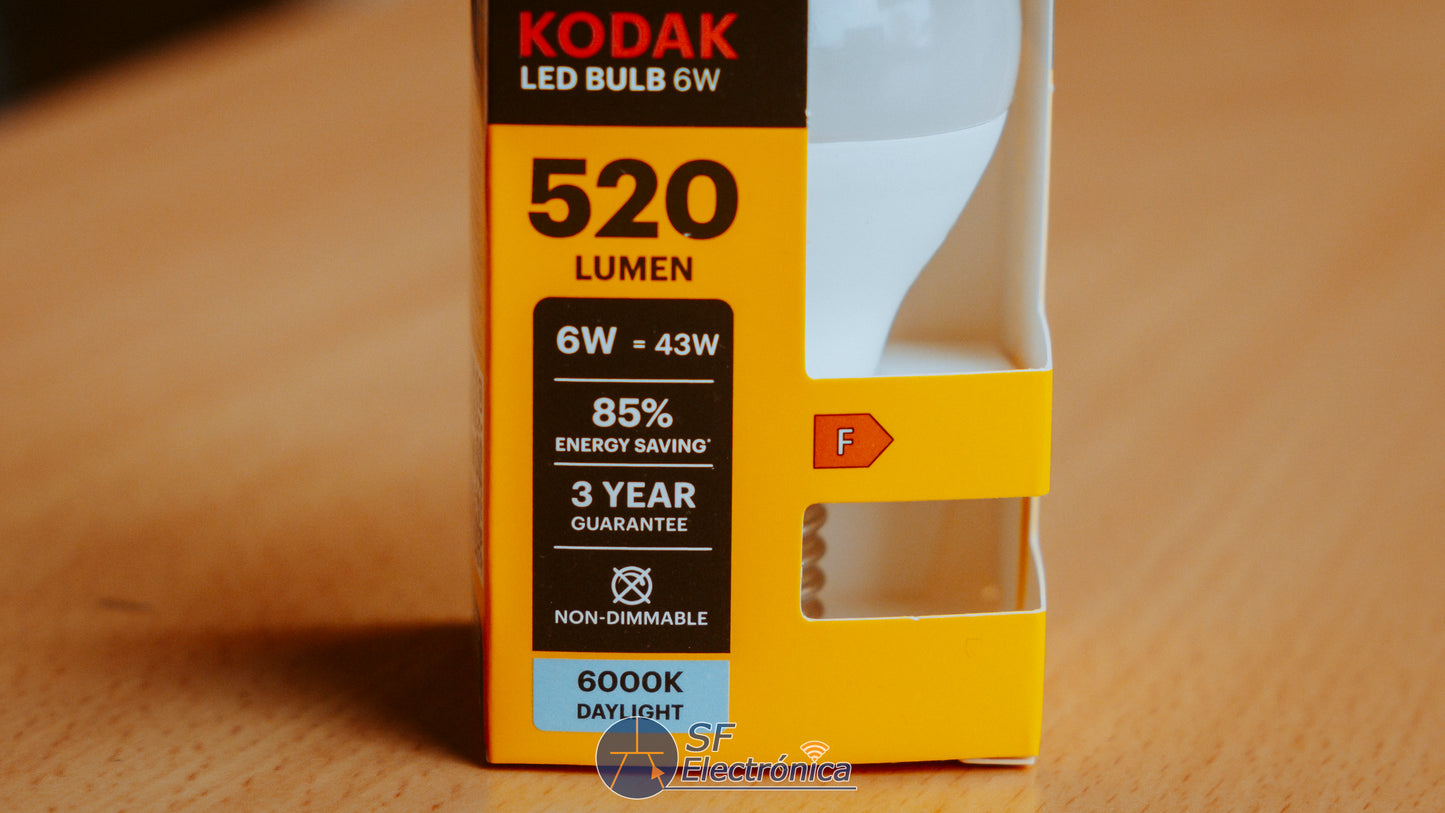 KODAK
LED BULB 6W
520
LUMEN
6W = 43W
85%
ENERGY SAVING*
3 YEAR
GUARANTEE
NON-DIMMABLE
6000K
DAYLIGHT
F
SF
Electrónica